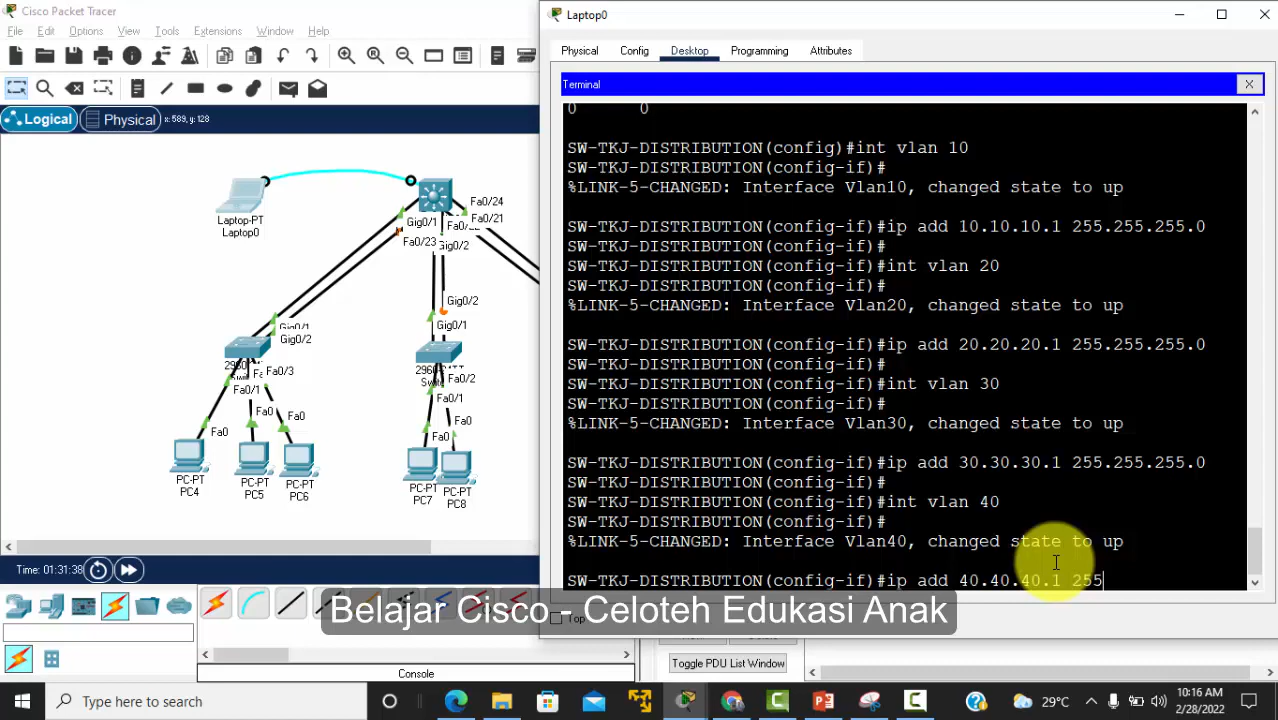 Cisco Packet Tracer
File Edit Options View Tools Extensions Window Help
Logical
Physical
x: 589, y: 128
Laptop-PT
Laptop0
Fa0/24
Fa0/21
Gig0/1
Fa0/23
Gig0/2
Gig0/2
Gig0/1
Gig0/1
Gig0/2
Fa0/3
Fa0/1
Fa0/2
Fa0/1
Fa0
Fa0
Fa0
Fa0
PC-PT
PC4
PC-PT
PC5
PC-PT
PC6
PC-PT
PC7
PC-PT
PC8
Time: 01:31:38
Console
Laptop0
Physical Config Desktop Programming Attributes
Terminal
X
0 0
SW-TKJ-DISTRIBUTION(config)#int vlan 10
SW-TKJ-DISTRIBUTION(config-if)#
%LINK-5-CHANGED: Interface Vlan10, changed state to up
SW-TKJ-DISTRIBUTION(config-if)#ip add 10.10.10.1 255.255.255.0
SW-TKJ-DISTRIBUTION(config-if)#
SW-TKJ-DISTRIBUTION(config-if)#int vlan 20
SW-TKJ-DISTRIBUTION(config-if)#
%LINK-5-CHANGED: Interface Vlan20, changed state to up
SW-TKJ-DISTRIBUTION(config-if)#ip add 20.20.20.1 255.255.255.0
SW-TKJ-DISTRIBUTION(config-if)#
SW-TKJ-DISTRIBUTION(config-if)#int vlan 30
SW-TKJ-DISTRIBUTION(config-if)#
%LINK-5-CHANGED: Interface Vlan30, changed state to up
SW-TKJ-DISTRIBUTION(config-if)#ip add 30.30.30.1 255.255.255.0
SW-TKJ-DISTRIBUTION(config-if)#
SW-TKJ-DISTRIBUTION(config-if)#int vlan 40
SW-TKJ-DISTRIBUTION(config-if)#
%LINK-5-CHANGED: Interface Vlan40, changed state to up
SW-TKJ-DISTRIBUTION(config-if)#ip add 40.40.40.1 255
Belajar Cisco - Celoteh Edukasi Anak
Top
Toggle PDU List Window
Type here to search
29°C
10:16 AM
2/28/2022